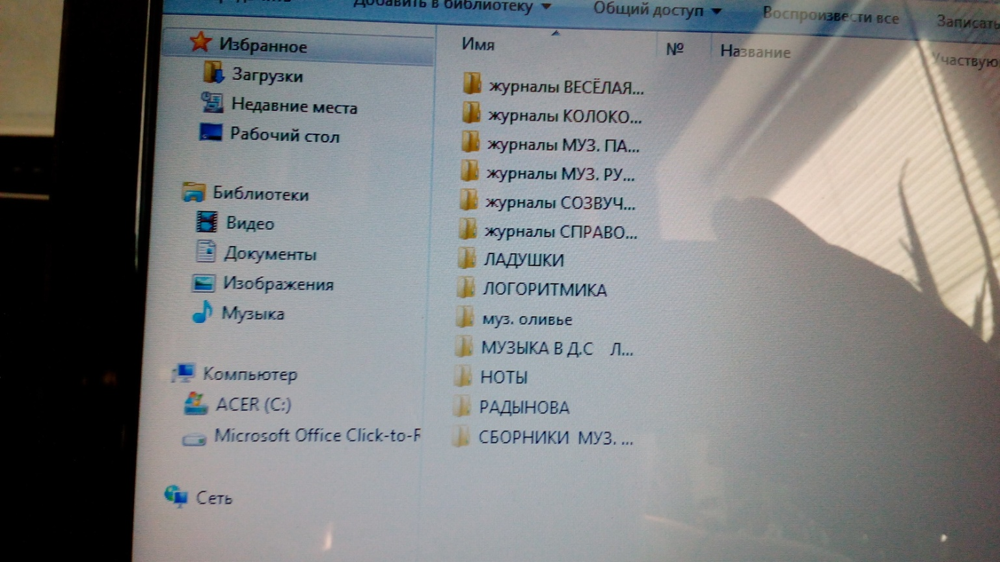 Добавить в библиотеку Общий доступ Воспроизвести все Записать
Имя № Название Участвую
Избранное
Загрузки
Недавние места
Рабочий стол
Библиотеки
Видео
Документы
Изображения
Музыка
Компьютер
ACER (C:)
Microsoft Office Click-to-R
Сеть
журналы ВЕСЁЛАЯ...
журналы КОЛОКО...
журналы МУЗ. ПА...
журналы МУЗ. РУ...
журналы СОЗВУЧ...
журналы СПРАВО...
ЛАДУШКИ
ЛОГОРИТМИКА
муз. оливье
МУЗЫКА В Д.С Л...
НОТЫ
РАДЫНОВА
СБОРНИКИ МУЗ. ...